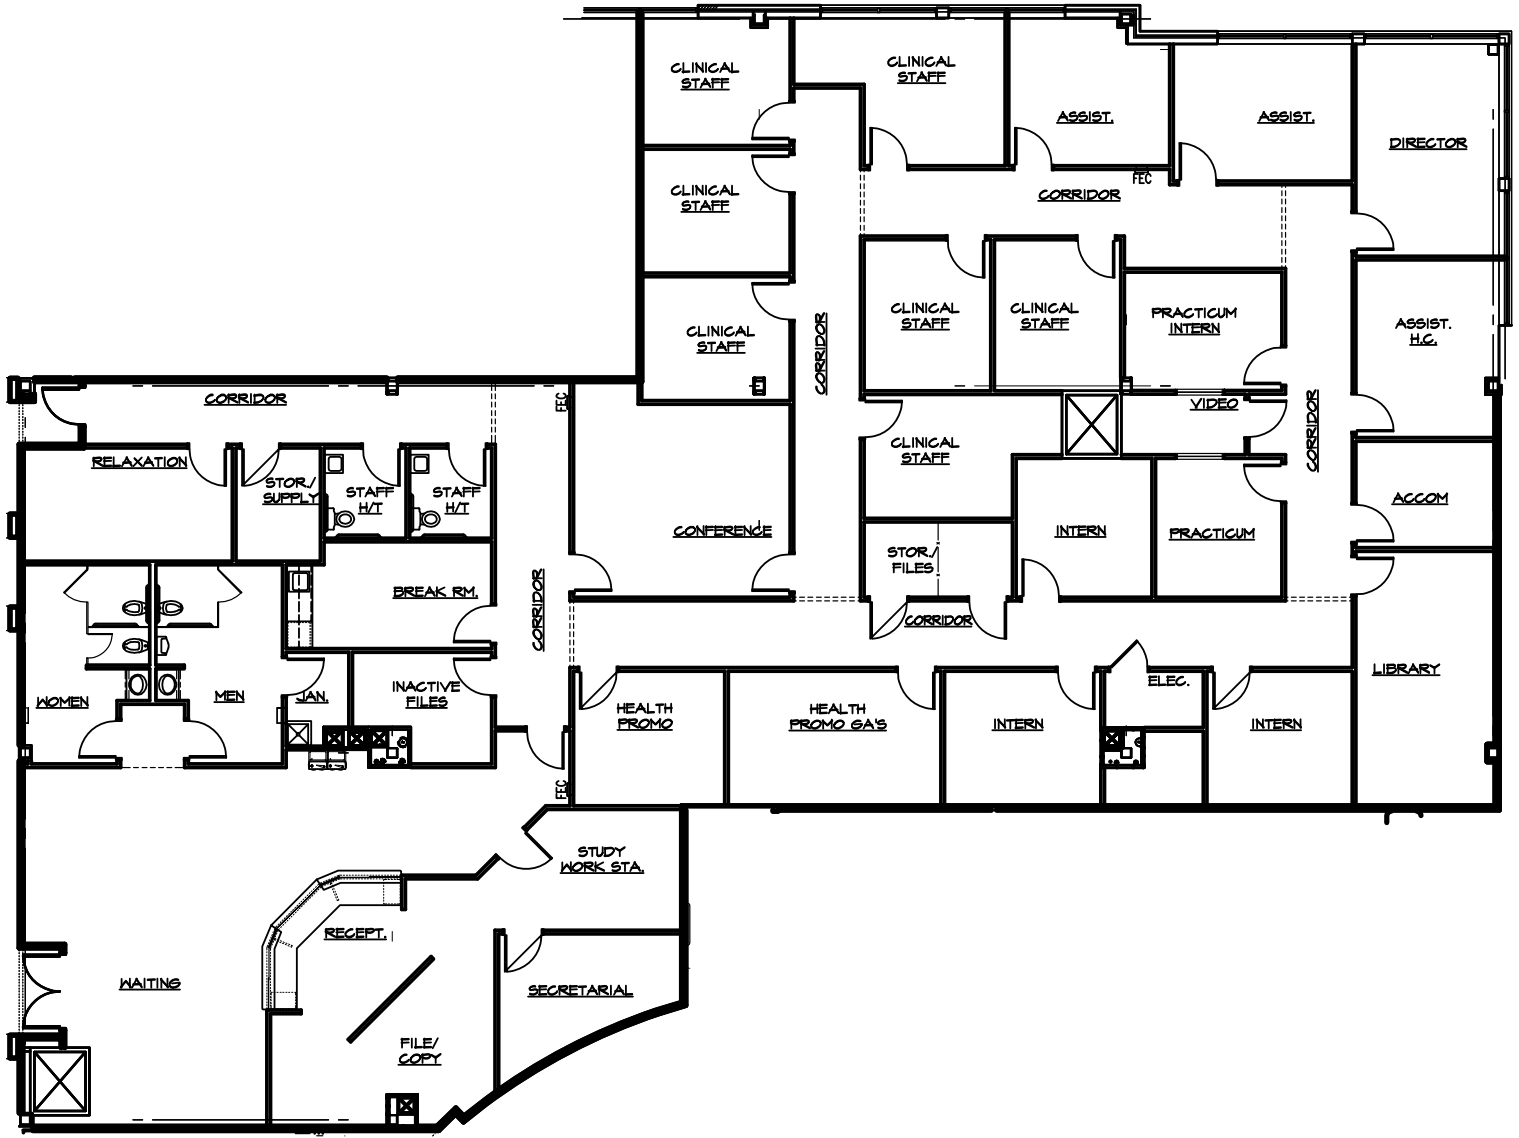 CLINICAL
STAFF
CLINICAL
STAFF
ASSIST.
ASSIST.
DIRECTOR
FEC
CLINICAL
STAFF
CORRIDOR
CLINICAL
STAFF
CORRIDOR
CLINICAL
STAFF
CLINICAL
STAFF
PRACTICUM
INTERN
ASSIST.
H.C.
CORRIDOR
FEC
VIDEO
CORRIDOR
CLINICAL
STAFF
RELAXATION
STOR./
SUPPLY
STAFF
H/T
STAFF
H/T
ACCOM
CONFERENCE
INTERN
PRACTICUM
STOR./
FILES
BREAK RM.
CORRIDOR
CORRIDOR
LIBRARY
WOMEN
MEN
JAN.
INACTIVE
FILES
HEALTH
PROMO
HEALTH
PROMO GA'S
INTERN
ELEC.
INTERN
FEC
STUDY
WORK STA.
RECEPT.
WAITING
SECRETARIAL
FILE/
COPY